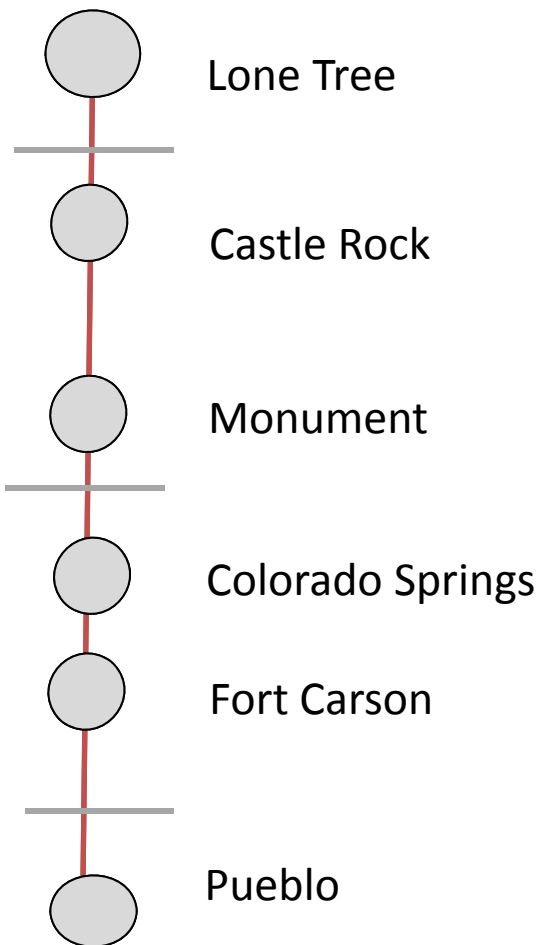 Lone Tree
Castle Rock
Monument
Colorado Springs
Fort Carson
Pueblo